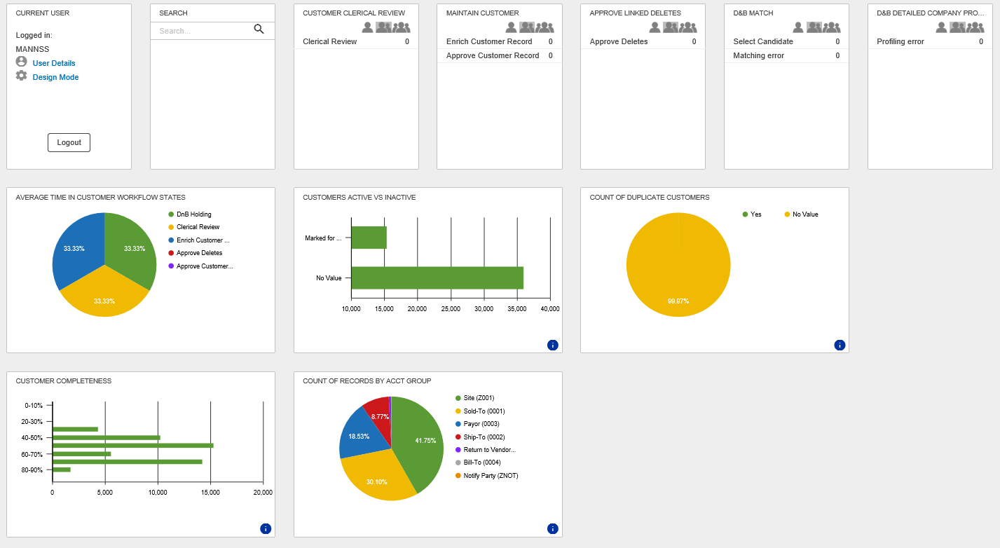 CURRENT USER
Logged in:
MANNSS
User Details
Design Mode
Logout
SEARCH
Search...
CUSTOMER CLERICAL REVIEW
Clerical Review 0
MAINTAIN CUSTOMER
Enrich Customer Record 0
Approve Customer Record 0
APPROVE LINKED DELETES
Approve Deletes 0
D&B MATCH
Select Candidate 0
Matching error 0
D&B DETAILED COMPANY PRO...
Profiling error 0
AVERAGE TIME IN CUSTOMER WORKFLOW STATES
33.33%
33.33%
33.33%
DnB Holding
Clerical Review
Enrich Customer ...
Approve Deletes
Approve Customer...
CUSTOMERS ACTIVE VS INACTIVE
Marked for ...
No Value
10,000 15,000 20,000 25,000 30,000 35,000 40,000
i
COUNT OF DUPLICATE CUSTOMERS
Yes No Value
99.97%
i
CUSTOMER COMPLETENESS
0-10%
20-30%
40-50%
60-70%
80-90%
0 5,000 10,000 15,000 20,000
i
COUNT OF RECORDS BY ACCT GROUP
8.77%
18.53%
41.75%
30.10%
Site (Z001)
Sold-To (0001)
Payor (0003)
Ship-To (0002)
Return to Vendor...
Bill-To (0004)
Notify Party (ZNOT)
i